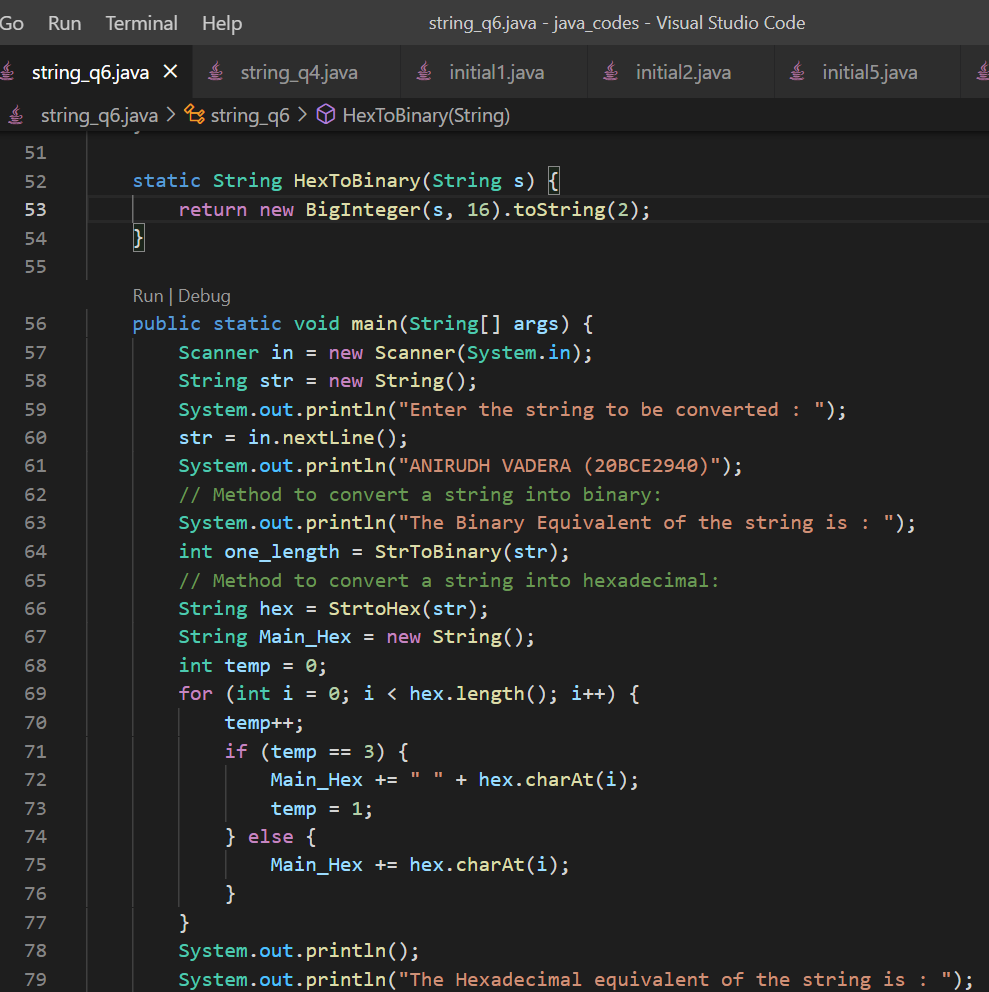 Go Run Terminal Help string_q6.java - java_codes - Visual Studio Code
string_q6.java × string_q4.java initial1.java initial2.java initial5.java
string_q6.java > string_q6 > HexToBinary(String)
51
52 static String HexToBinary(String s) {
53 return new BigInteger(s, 16).toString(2);
54 }
55
Run | Debug
56 public static void main(String[] args) {
57 Scanner in = new Scanner(System.in);
58 String str = new String();
59 System.out.println("Enter the string to be converted : ");
60 str = in.nextLine();
61 System.out.println("ANIRUDH VADERA (20BCE2940)");
62 // Method to convert a string into binary:
63 System.out.println("The Binary Equivalent of the string is : ");
64 int one_length = StrToBinary(str);
65 // Method to convert a string into hexadecimal:
66 String hex = StrtoHex(str);
67 String Main_Hex = new String();
68 int temp = 0;
69 for (int i = 0; i < hex.length(); i++) {
70 temp++;
71 if (temp == 3) {
72 Main_Hex += " " + hex.charAt(i);
73 temp = 1;
74 } else {
75 Main_Hex += hex.charAt(i);
76 }
77 }
78 System.out.println();
79 System.out.println("The Hexadecimal equivalent of the string is : ");